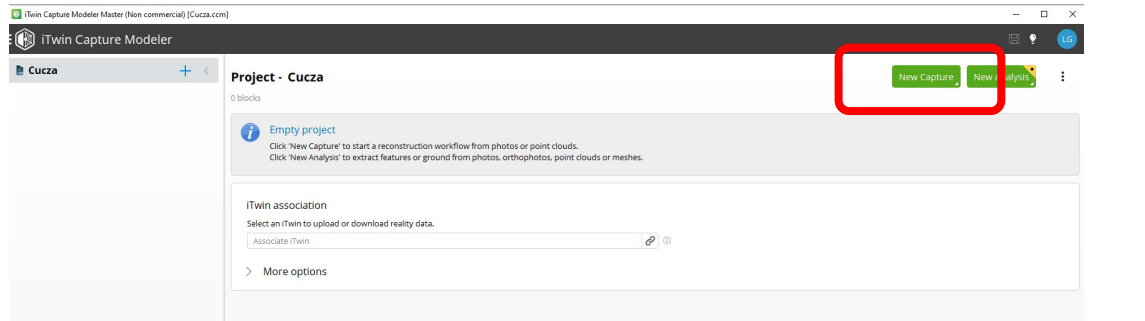 iTwin Capture Modeler Master (Non commercial) [Cucza.ccm]
iTwin Capture Modeler
LG
Cucza
Project - Cucza
New Capture
New Analysis
0 blocks
Empty project
Click 'New Capture' to start a reconstruction workflow from photos or point clouds.
Click 'New Analysis' to extract features or ground from photos, orthophotos, point clouds or meshes.
iTwin association
Select an iTwin to upload or download reality data.
Associate iTwin
More options